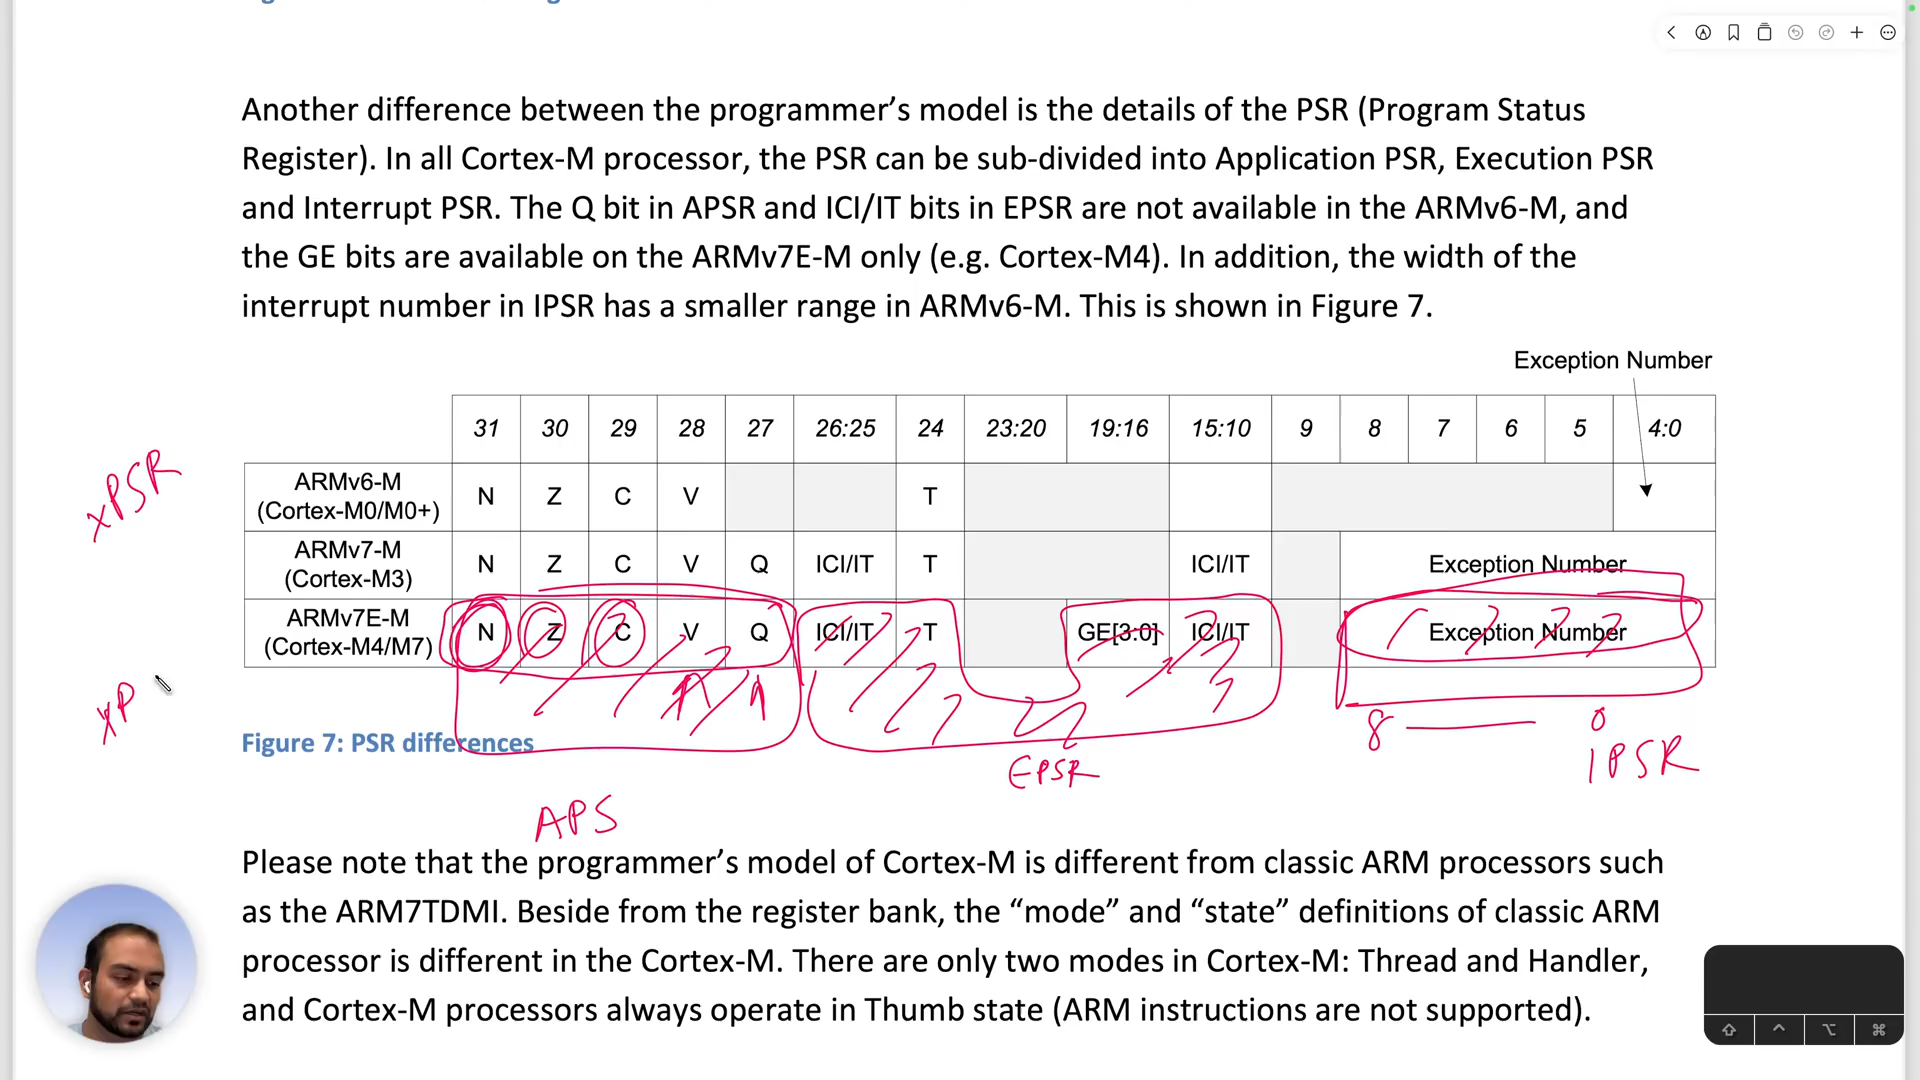 Another difference between the programmer's model is the details of the PSR (Program Status
Register). In all Cortex-M processor, the PSR can be sub-divided into Application PSR, Execution PSR
and Interrupt PSR. The Q bit in APSR and ICI/IT bits in EPSR are not available in the ARMv6-M, and
the GE bits are available on the ARMv7E-M only (e.g. Cortex-M4). In addition, the width of the
interrupt number in IPSR has a smaller range in ARMv6-M. This is shown in Figure 7.
Exception Number
31 30 29 28 27 26:25 24 23:20 19:16 15:10 9 8 7 6 5 4:0
xPSR
ARMv6-M
(Cortex-M0/M0+)
N Z C V T
ARMv7-M
(Cortex-M3)
N Z C V Q ICI/IT T ICI/IT Exception Number
ARMv7E-M
(Cortex-M4/M7)
N Z C V Q ICI/IT T GE[3:0] ICI/IT Exception Number
xP
8 0
Figure 7: PSR differences
EPSR
IPSR
APS
Please note that the programmer's model of Cortex-M is different from classic ARM processors such
as the ARM7TDMI. Beside from the register bank, the “mode” and “state” definitions of classic ARM
processor is different in the Cortex-M. There are only two modes in Cortex-M: Thread and Handler,
and Cortex-M processors always operate in Thumb state (ARM instructions are not supported).